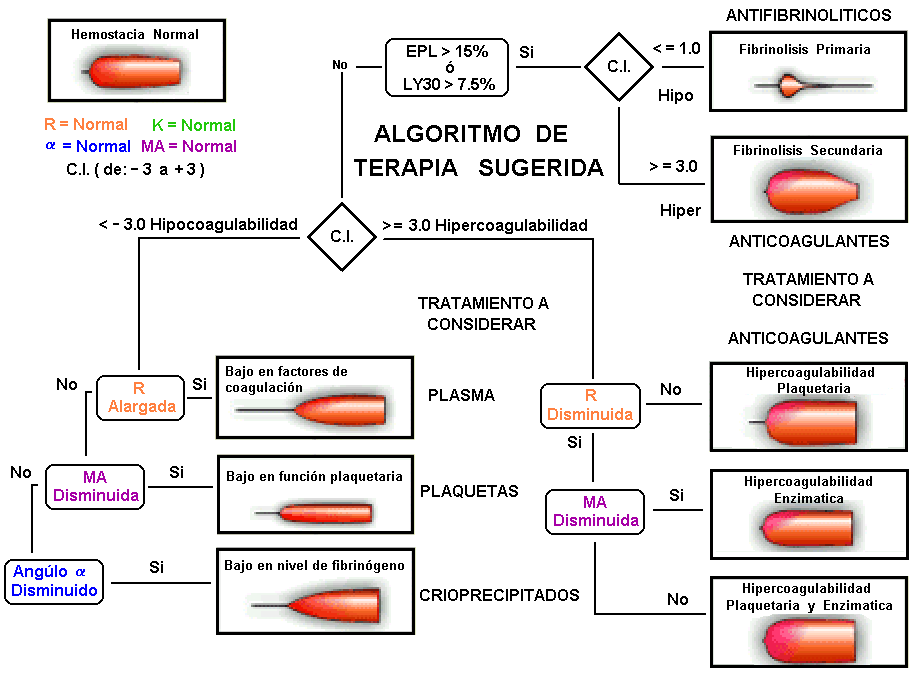 ANTIFIBRINOLITICOS
Hemostacia Normal
R = Normal K = Normal
α = Normal MA = Normal
C.I. ( de: – 3 a + 3 )
No
EPL > 15%
ó
LY30 > 7.5%
Si
C.I.
< = 1.0
Hipo
Fibrinolisis Primaria
ALGORITMO DE
TERAPIA SUGERIDA
> = 3.0
Hiper
Fibrinolisis Secundaria
ANTICOAGULANTES
< – 3.0 Hipocoagulabilidad
C.I.
>= 3.0 Hipercoagulabilidad
TRATAMIENTO A
CONSIDERAR
TRATAMIENTO A
CONSIDERAR
ANTICOAGULANTES
No
R
Alargada
Si
Bajo en factores de
coagulación
PLASMA
R
Disminuida
No
Hipercoagulabilidad
Plaquetaria
Si
No
MA
Disminuida
Si
Bajo en función plaquetaria
PLAQUETAS
MA
Disminuida
Si
Hipercoagulabilidad
Enzimatica
Angúlo α
Disminuido
Si
Bajo en nivel de fibrinógeno
CRIOPRECIPITADOS
No
Hipercoagulabilidad
Plaquetaria y Enzimatica